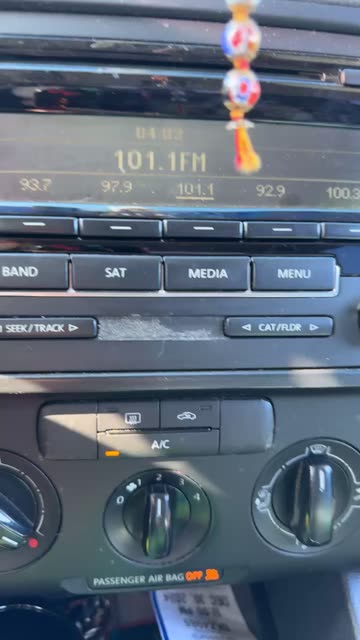 04:02
101.1FM
93.7 97.9 101.1 92.9 100.3
BAND SAT MEDIA MENU
SEEK/TRACK ▷ ◁ CAT/FLDR ▷
A/C
0 1 2 3 4
PASSENGER AIR BAG OFF